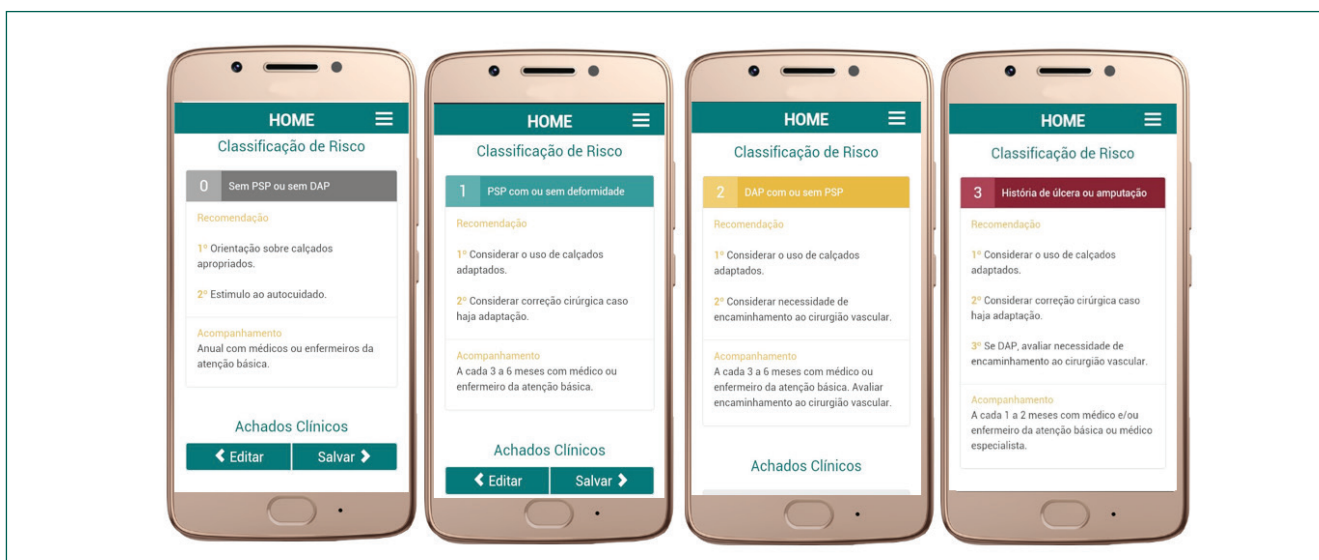 HOME
Classificação de Risco
0 Sem PSP ou sem DAP
Recomendação
1º Orientação sobre calçados
apropriados.
2º Estimulo ao autocuidado.
Acompanhamento
Anual com médicos ou enfermeiros da
atenção básica.
Achados Clínicos
Editar Salvar
HOME
Classificação de Risco
1 PSP com ou sem deformidade
Recomendação
1º Considerar o uso de calçados
adaptados.
2º Considerar correção cirúrgica caso
haja adaptação.
Acompanhamento
A cada 3 a 6 meses com médico ou
enfermeiro da atenção básica.
Achados Clínicos
Editar Salvar
HOME
Classificação de Risco
2 DAP com ou sem PSP
Recomendação
1º Considerar o uso de calçados
adaptados.
2º Considerar necessidade de
encaminhamento ao cirurgião vascular.
Acompanhamento
A cada 3 a 6 meses com médico ou
enfermeiro da atenção básica. Avaliar
encaminhamento ao cirurgião vascular.
Achados Clínicos
HOME
Classificação de Risco
3 História de úlcera ou amputação
Recomendação
1º Considerar o uso de calçados
adaptados.
2º Considerar correção cirúrgica caso
haja adaptação.
3º Se DAP, avaliar necessidade de
encaminhamento ao cirurgião vascular.
Acompanhamento
A cada 1 a 2 meses com médico e/ou
enfermeiro da atenção básica ou médico
especialista.